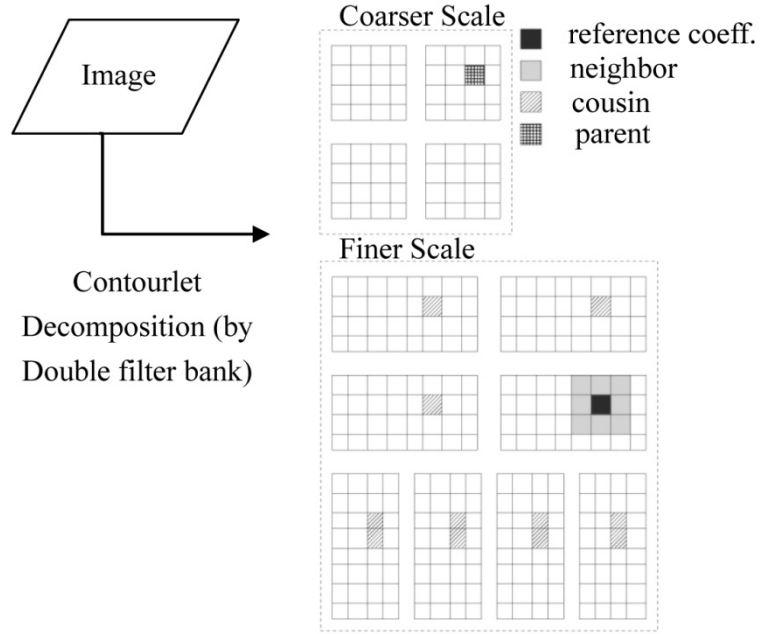 Coarser Scale
Image
reference coeff.
neighbor
cousin
parent
Finer Scale
Contourlet
Decomposition (by
Double filter bank)